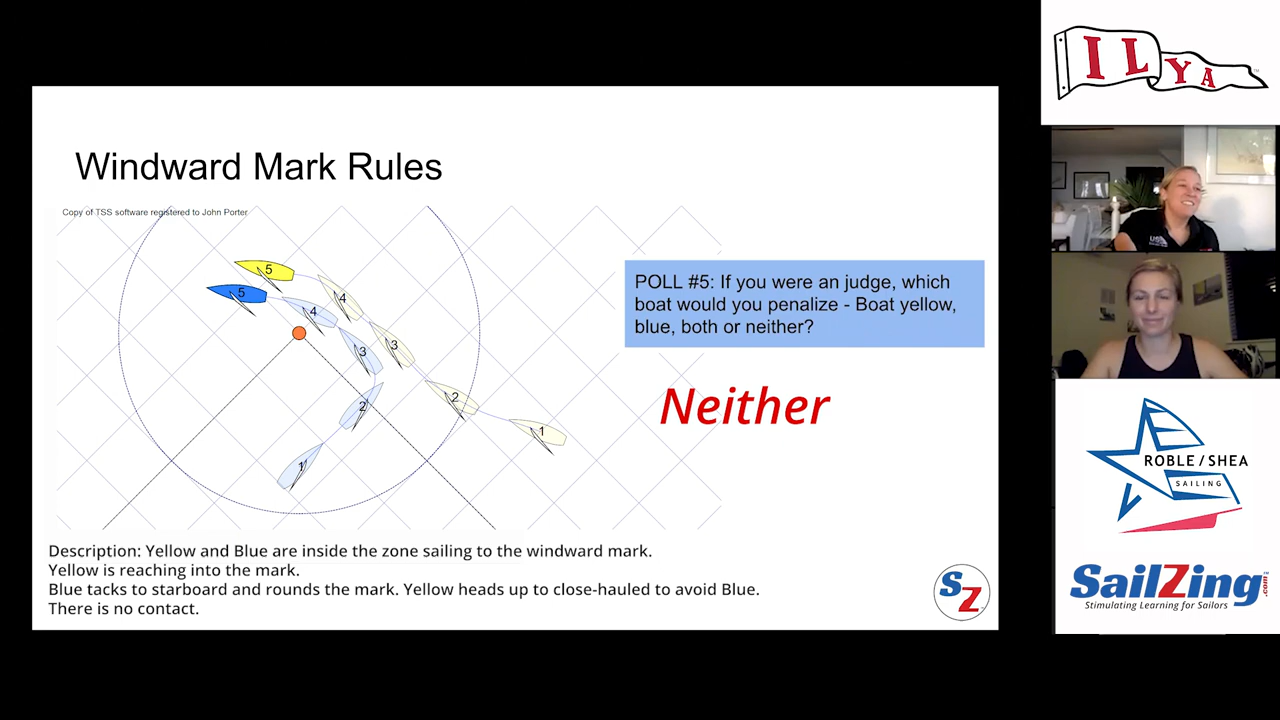 Windward Mark Rules
Copy of TSS software registered to John Porter
5
5
4
4
3
3
2
2
1
1
POLL #5: If you were an judge, which
boat would you penalize - Boat yellow,
blue, both or neither?
Neither
Description: Yellow and Blue are inside the zone sailing to the windward mark.
Yellow is reaching into the mark.
Blue tacks to starboard and rounds the mark. Yellow heads up to close-hauled to avoid Blue.
There is no contact.
SZ
ILYA
US
ROBLE / SHEA
SAILING
SailZing.com
Stimulating Learning for Sailors